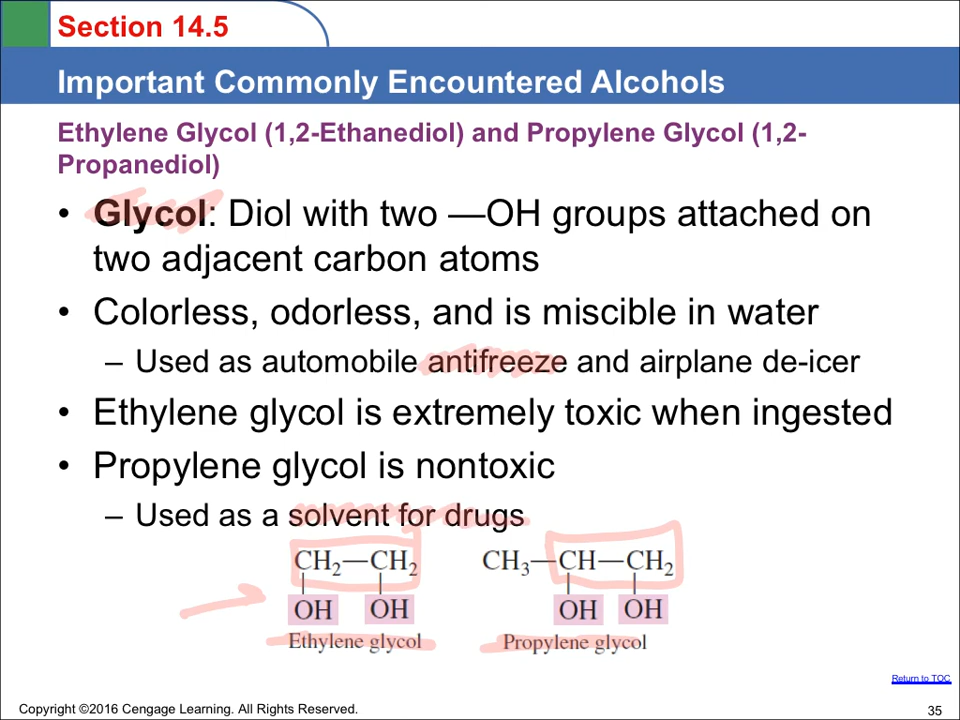 Section 14.5
Important Commonly Encountered Alcohols
Ethylene Glycol (1,2-Ethanediol) and Propylene Glycol (1,2-
Propanediol)
• Glycol: Diol with two —OH groups attached on
two adjacent carbon atoms
• Colorless, odorless, and is miscible in water
– Used as automobile antifreeze and airplane de-icer
• Ethylene glycol is extremely toxic when ingested
• Propylene glycol is nontoxic
– Used as a solvent for drugs
CH₂—CH₂ CH₃—CH—CH₂
OH OH OH OH
Ethylene glycol Propylene glycol
Return to TOC
Copyright ©2016 Cengage Learning. All Rights Reserved. 35